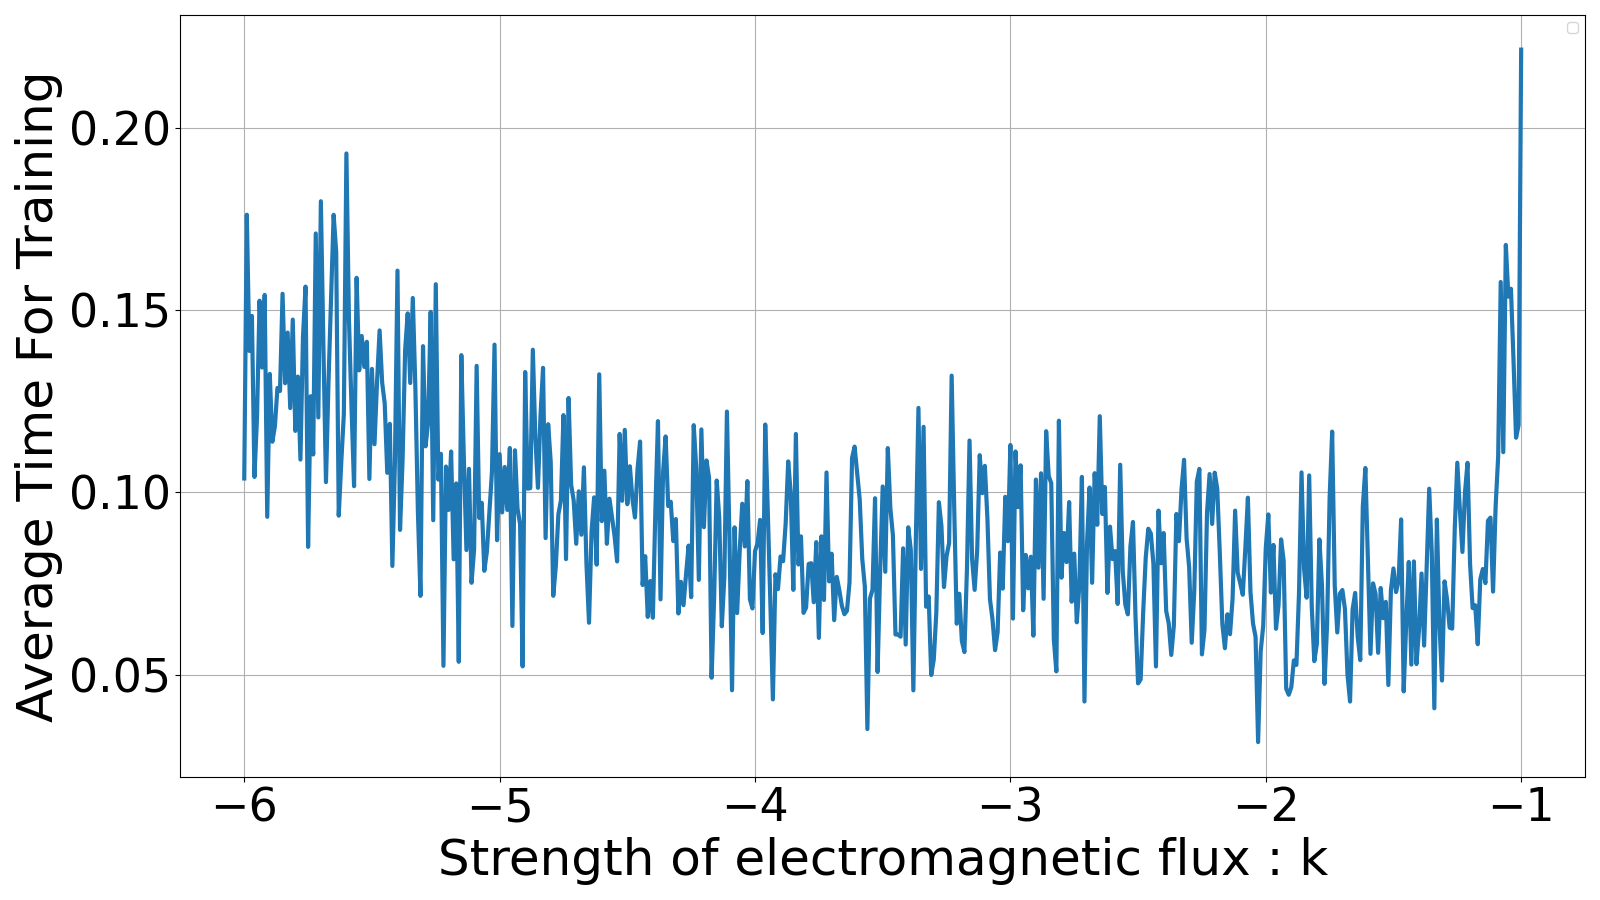 Average Time For Training
0.20
0.15
0.10
0.05
−6 −5 −4 −3 −2 −1
Strength of electromagnetic flux : k